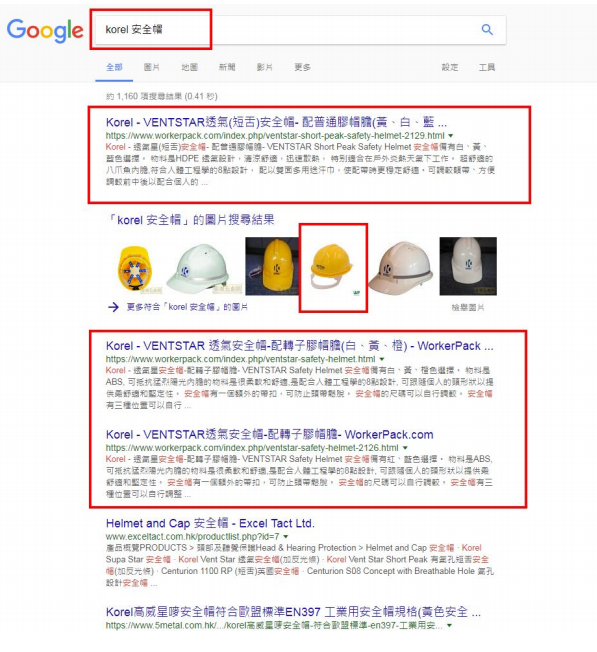 Google
korel 安全帽
全部 圖片 地圖 新聞 影片 更多 設定 工具
約 1,160 項搜尋結果 (0.41 秒)
Korel - VENTSTAR透氣(短舌)安全帽- 配普通膠帽膽(黃、白、藍 ...
https://www.workerpack.com/index.php/ventstar-short-peak-safety-helmet-2129.html
Korel - 透氣星(短舌)安全帽- 配普通膠帽膽- VENTSTAR Short Peak Safety Helmet 安全帽備有白、黃、
藍色選擇。 物料是HDPE 透氣設計，清涼舒適，迅速散熱， 特別適合在戶外炎天氣下工作。 超舒適的
八爪魚內膽,符合人體工程學的8點設計， 配以雙面多用途汗巾，使配帶時更穩定舒適。可調較顎帶，方便
調較前中後以配合個人的 ...
「korel 安全帽」的圖片搜尋結果
更多符合「korel 安全帽」的圖片 檢舉圖片
Korel - VENTSTAR 透氣安全帽-配轉子膠帽膽(白、黃、橙) - WorkerPack ...
https://www.workerpack.com/index.php/ventstar-safety-helmet.html
Korel - 透氣星安全帽-配轉子膠帽膽- VENTSTAR Safety Helmet 安全帽備有白、黃、橙色選擇。 物料是
ABS, 可抵抗猛烈陽光內膽的物料是很柔軟和舒適,是配合人體工程學的8點設計, 可跟隨個人的頭形狀以提
供最舒適和堅定性。 安全帽有一個額外的帶扣，可防止頭帶鬆脫。 安全帽的尺碼可以自行調較。 安全帽
有三種位置可以自行 ...
Korel - VENTSTAR透氣安全帽-配轉子膠帽膽- WorkerPack.com
https://www.workerpack.com/index.php/ventstar-safety-helmet-2126.html
Korel - 透氣星安全帽-配轉子膠帽膽- VENTSTAR Safety Helmet 安全帽備有紅、藍色選擇。 物料是ABS,
可抵抗猛烈陽光內膽的物料是很柔軟和舒適,是配合人體工程學的8點設計, 可跟隨個人的頭形狀以提供最
舒適和堅定性。 安全帽有一個額外的帶扣，可防止頭帶鬆脫。 安全帽的尺碼可以自行調較。 安全帽有三
種位置可以自行調整 ...
Helmet and Cap 安全帽 - Excel Tact Ltd.
www.exceltact.com.hk/productlist.php?id=7
產品概覽PRODUCTS > 頭部及聽覺保護Head & Hearing Protection > Helmet and Cap 安全帽 · Korel
Supa Star 安全帽 · Korel Vent Star 透氣安全帽(加反光條) · Korel Vent Star Short Peak 有氣孔短舌安全
帽(加反光條) · Centurion 1100 RP (短舌)英國安全帽 · Centurion S08 Concept with Breathable Hole 氣孔
設計安全帽 ...
Korel高威星嘜安全帽符合歐盟標準EN397 工業用安全帽規格(黃色安全 ...
https://www.5metal.com.hk/.../korel高威星嘜安全帽-符合歐盟標準-en397-工業用安...